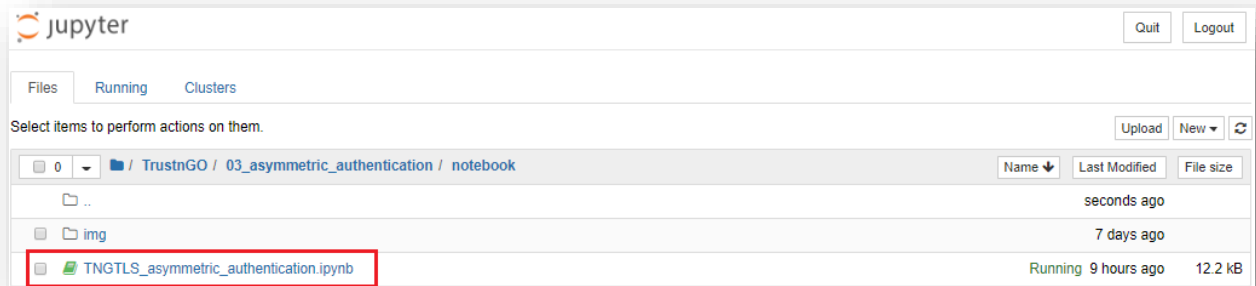 jupyter Quit Logout
Files Running Clusters
Select items to perform actions on them. Upload New
0 / TrustnGO / 03_asymmetric_authentication / notebook Name Last Modified File size
.. seconds ago
img 7 days ago
TNGTLS_asymmetric_authentication.ipynb Running 9 hours ago 12.2 kB